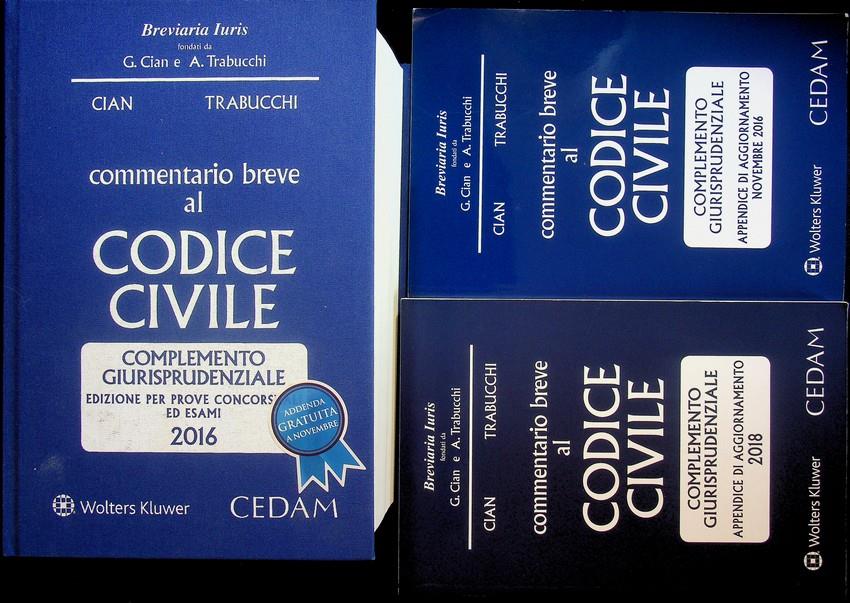 Breviaria Iuris
fondati da
G. Cian e A. Trabucchi
CIAN TRABUCCHI
commentario breve
al
CODICE
CIVILE
COMPLEMENTO
GIURISPRUDENZIALE
EDIZIONE PER PROVE CONCORS
ED ESAMI
2016
ADDENDA
GRATUITA
A NOVEMBRE
Wolters Kluwer CEDAM
Breviaria Iuris
fondati da
G. Cian e A. Trabucchi
CIAN TRABUCCHI
commentario breve
al
CODICE
CIVILE
COMPLEMENTO
GIURISPRUDENZIALE
APPENDICE DI AGGIORNAMENTO
NOVEMBRE 2016
Wolters Kluwer CEDAM
Breviaria Iuris
fondati da
G. Cian e A. Trabucchi
CIAN TRABUCCHI
commentario breve
al
CODICE
CIVILE
COMPLEMENTO
GIURISPRUDENZIALE
APPENDICE DI AGGIORNAMENTO
2018
Wolters Kluwer CEDAM